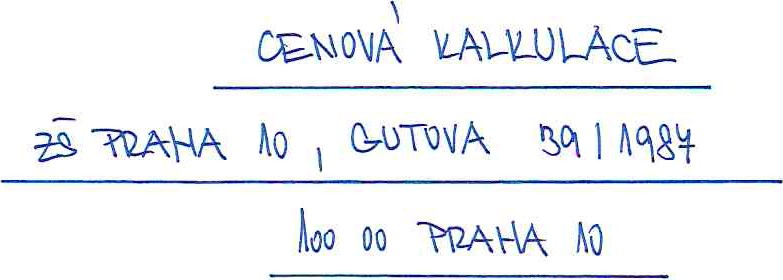 CENOVÁ KALKULACE
ZŠ PRAHA 10, GUTOVA 39/1987
100 00 PRAHA 10